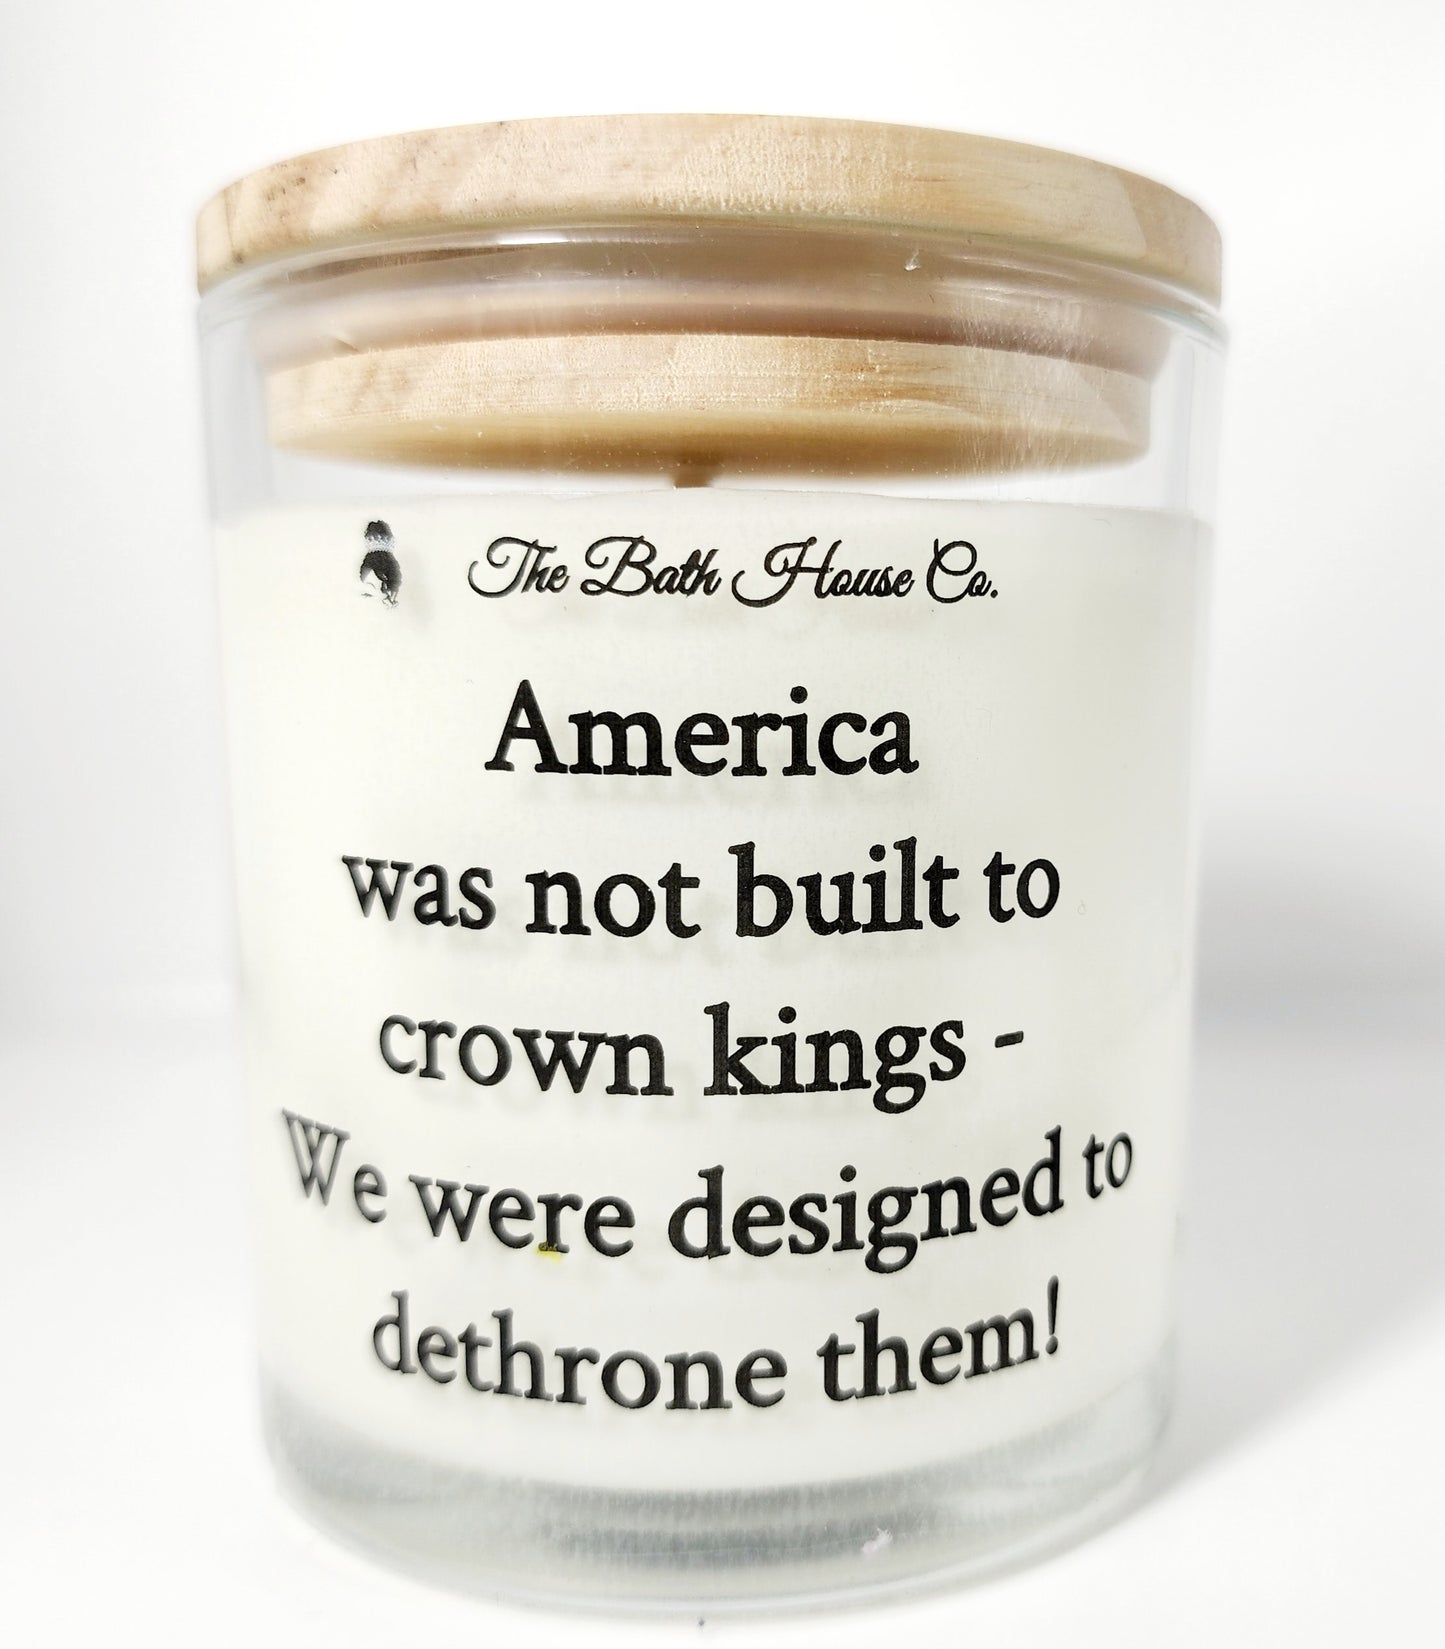 The Bath House Co.
America
was not built to
crown kings -
We were designed to
dethrone them!